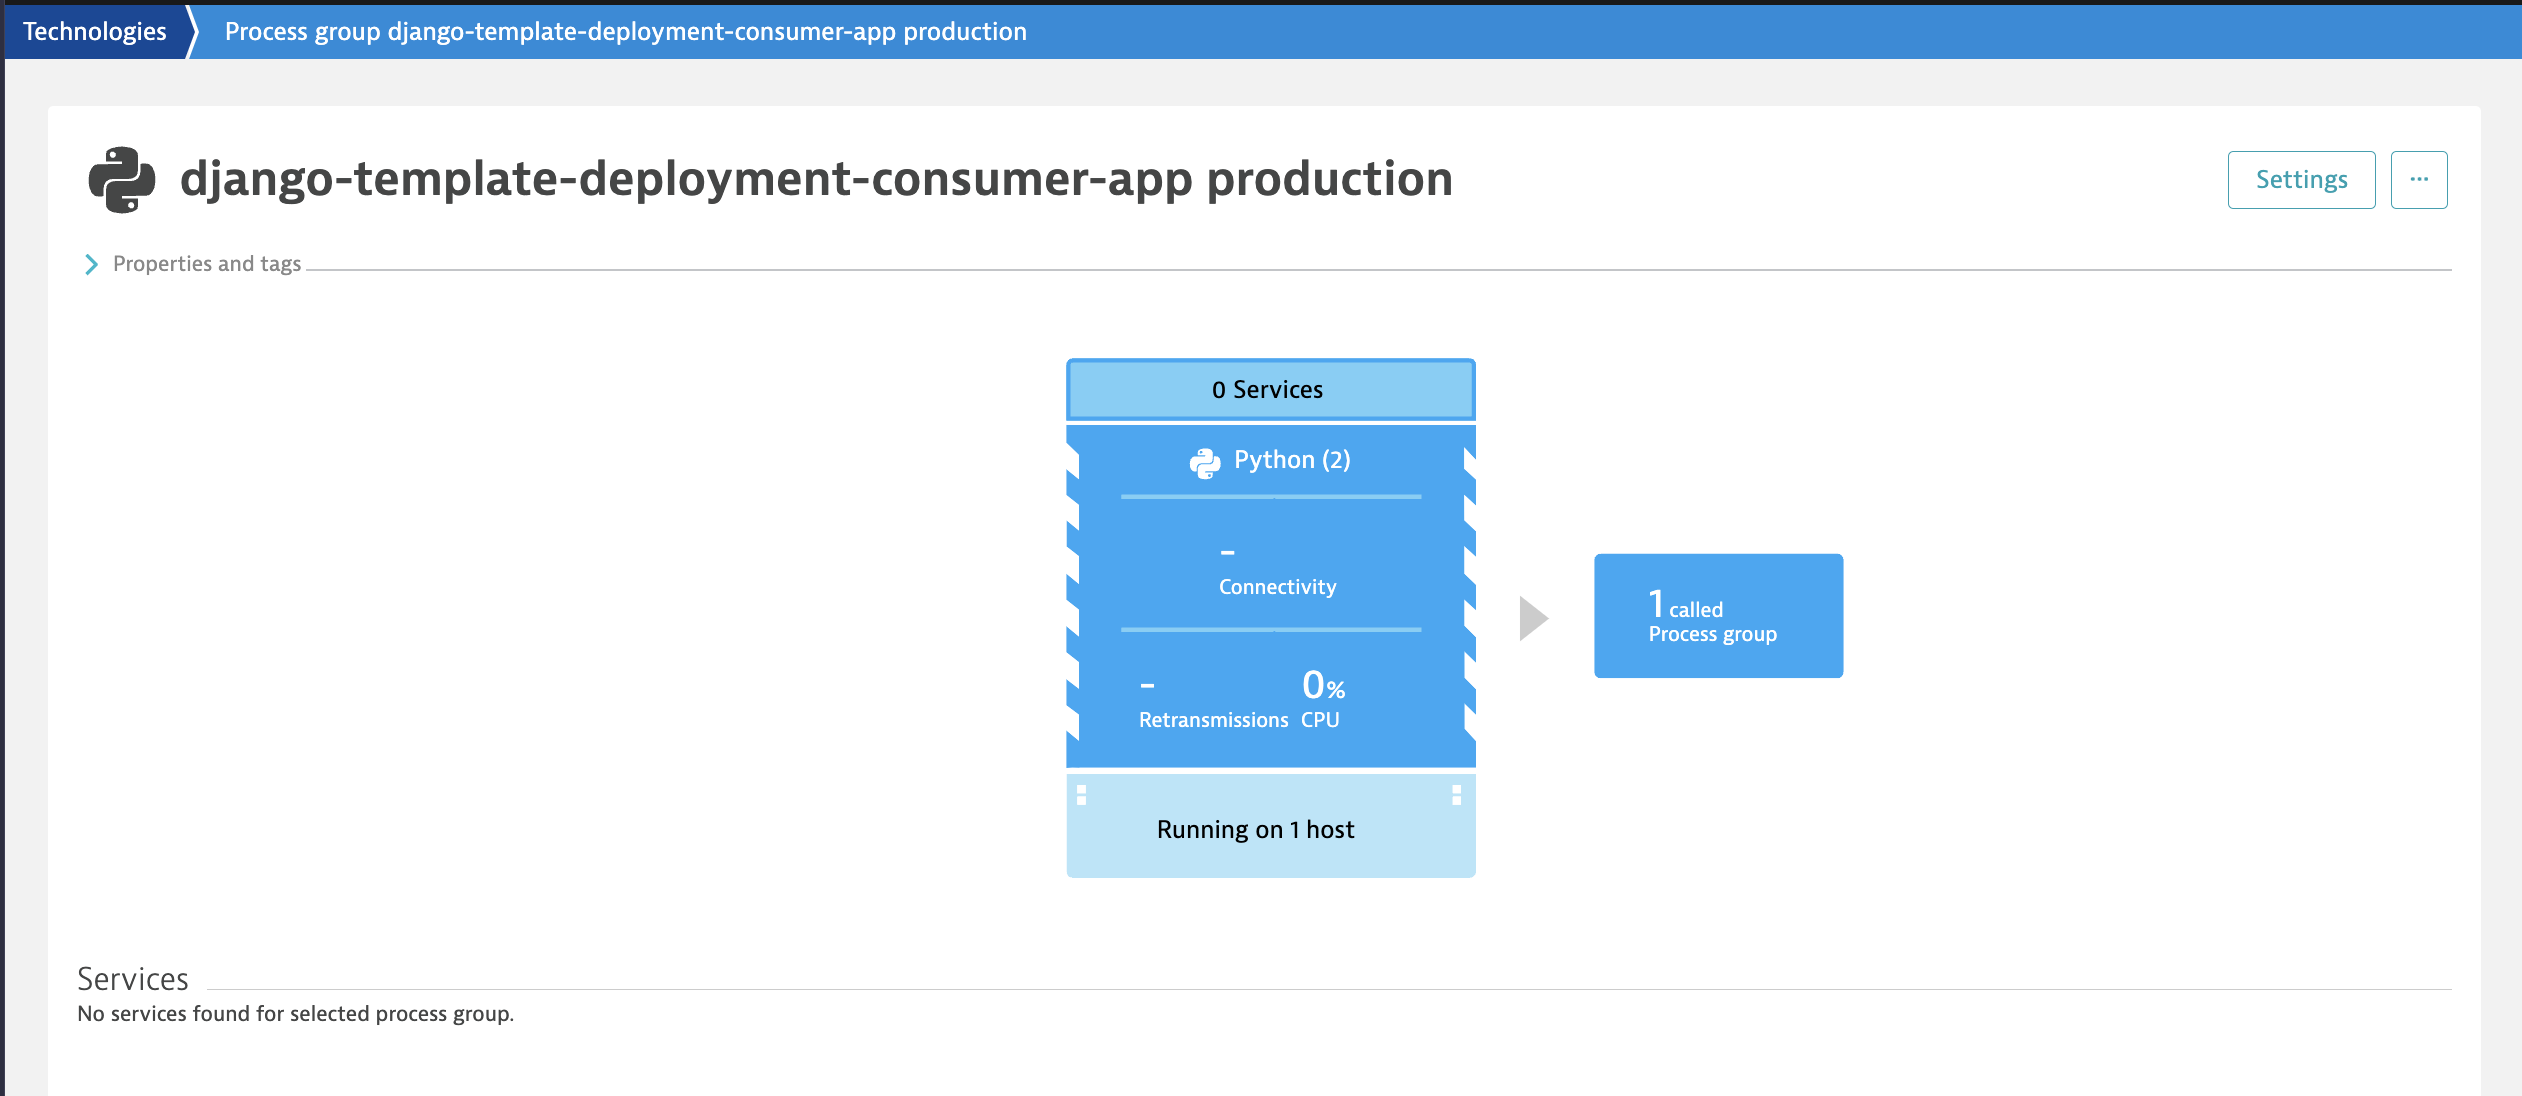 Technologies
Process group django-template-deployment-consumer-app production
django-template-deployment-consumer-app production
Settings
...
Properties and tags
0 Services
Python (2)
-
Connectivity
- 0%
Retransmissions CPU
1 called
Process group
Running on 1 host
Services
No services found for selected process group.